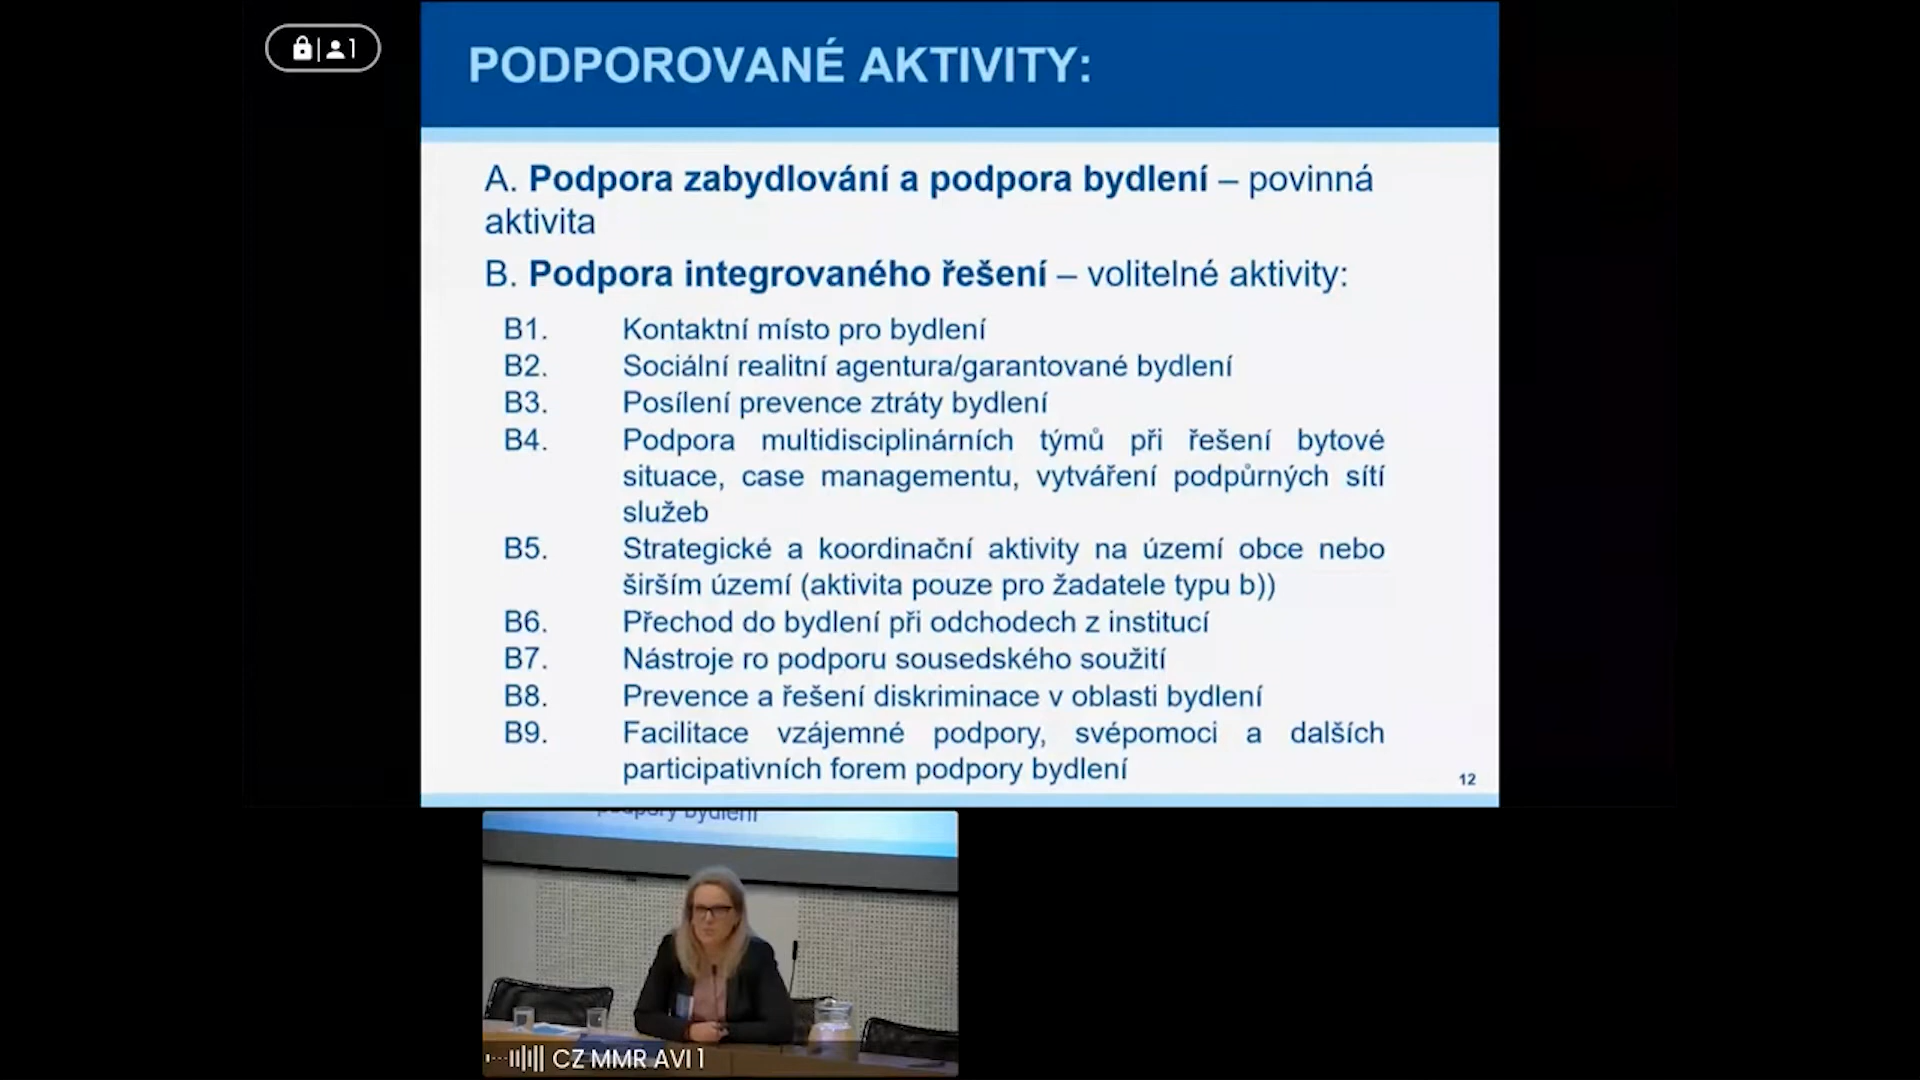 1
PODPOROVANÉ AKTIVITY:
A. Podpora zabydlování a podpora bydlení – povinná
aktivita
B. Podpora integrovaného řešení – volitelné aktivity:
B1. Kontaktní místo pro bydlení
B2. Sociální realitní agentura/garantované bydlení
B3. Posílení prevence ztráty bydlení
B4. Podpora multidisciplinárních týmů při řešení bytové
situace, case managementu, vytváření podpůrných sítí
služeb
B5. Strategické a koordinační aktivity na území obce nebo
širším území (aktivita pouze pro žadatele typu b))
B6. Přechod do bydlení při odchodech z institucí
B7. Nástroje ro podporu sousedského soužití
B8. Prevence a řešení diskriminace v oblasti bydlení
B9. Facilitace vzájemné podpory, svépomoci a dalších
participativních forem podpory bydlení
12
podpory bydlení
CZ MMR AVI 1